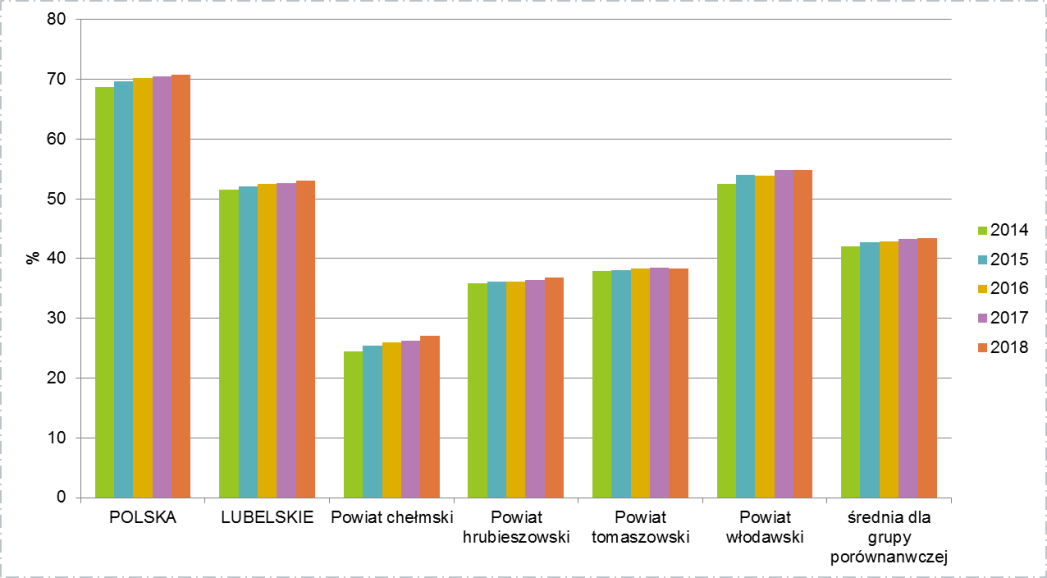 80
70
60
50
40
30
20
10
0
%
POLSKA
LUBELSKIE
Powiat chełmski
Powiat
hrubieszowski
Powiat
tomaszowski
Powiat
włodawski
średnia dla
grupy
porównanwczej
2014
2015
2016
2017
2018